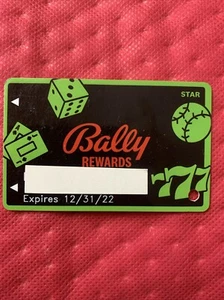 STAR
Bally
REWARDS
777
Expires 12/31/22